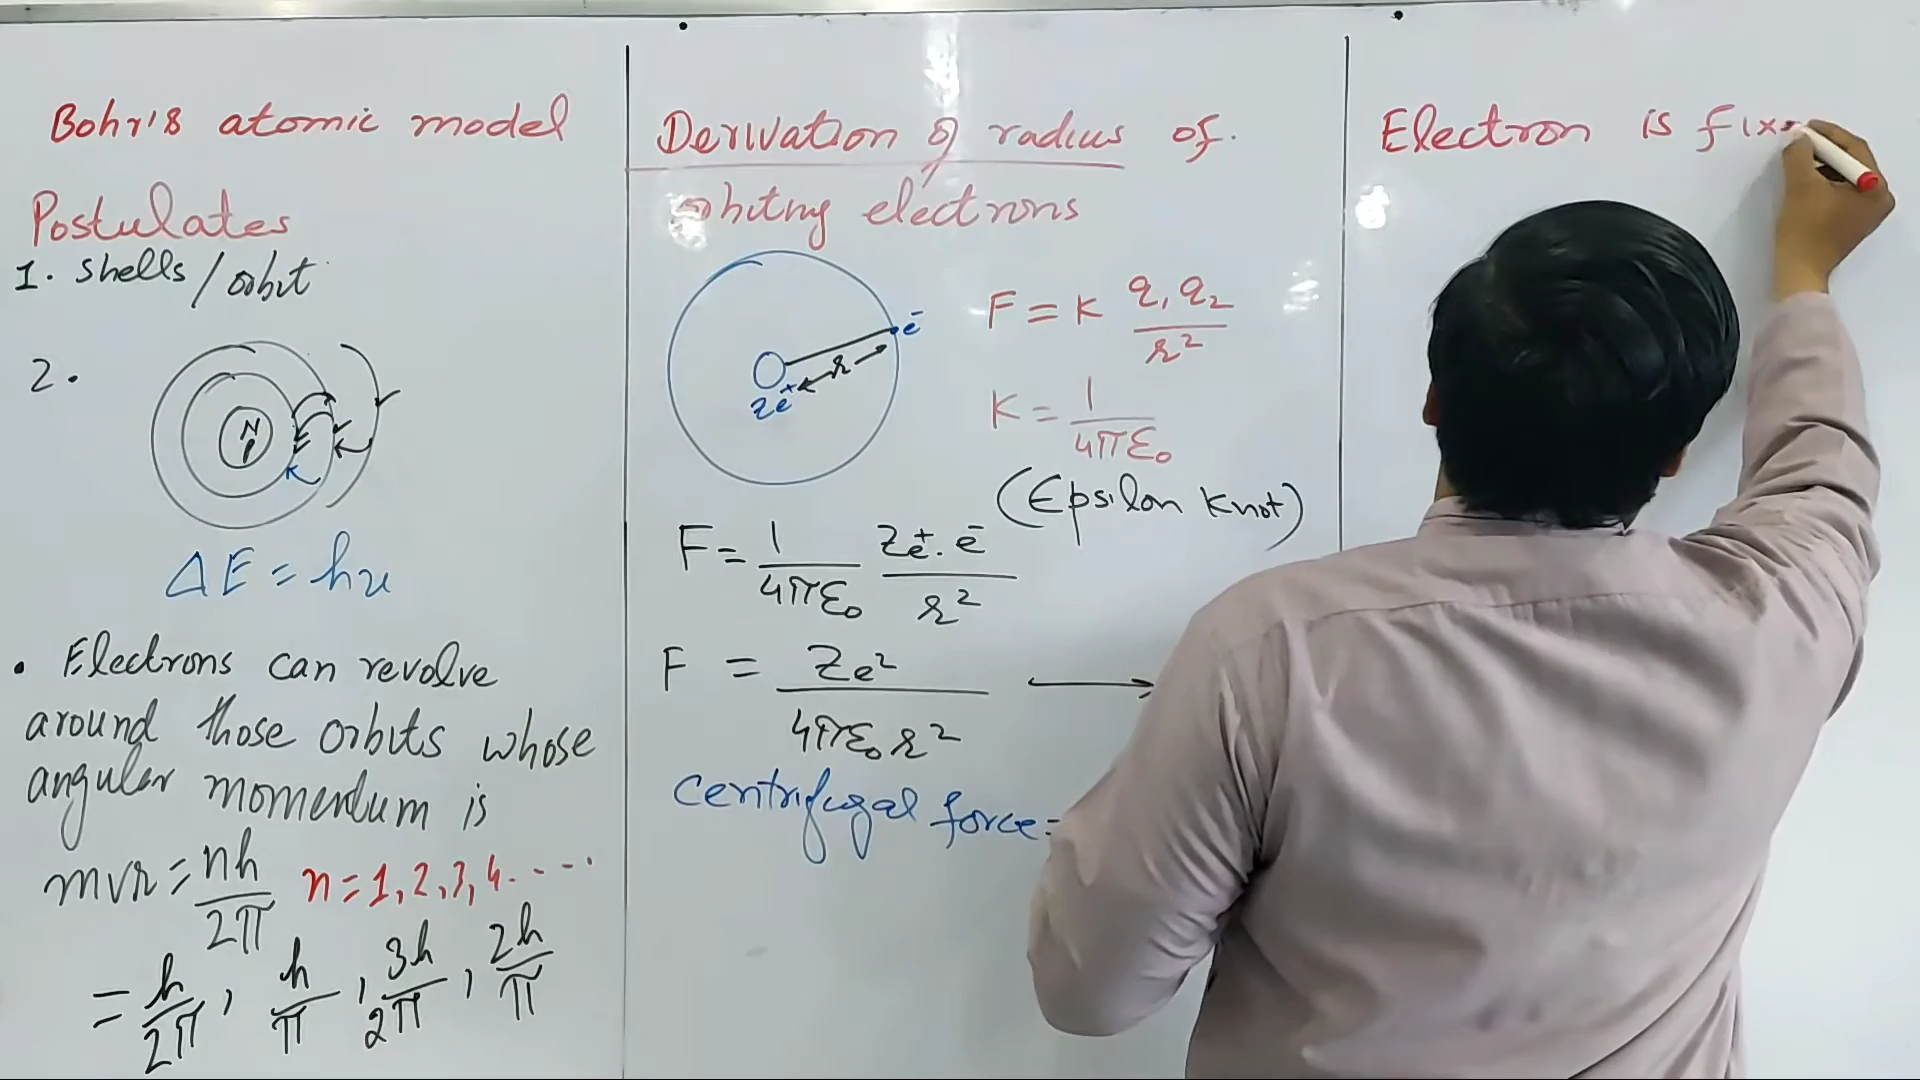 Bohr's atomic model
Postulates
1. Shells / orbit
2.
N
P
ΔE = hν
• Electrons can revolve
around those orbits whose
angular momentum is
mvr = nh/2π n = 1, 2, 3, 4. - - - .
= h/2π, h/π, 3h/2π, 2h/π
Derivation of radius of
orbiting electrons
e⁻
r
Ze⁺
F = K q₁q₂/r²
K = 1/4πε₀
(Epsilon Knot)
F = 1/4πε₀ Ze⁺.e⁻/r²
F = Ze²/4πε₀r² →
Centrifugal force =
Electron is fix